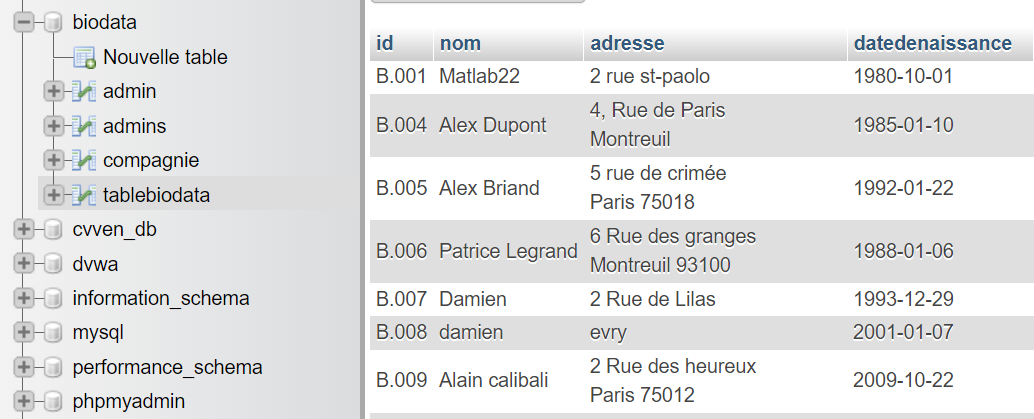 biodata
Nouvelle table
admin
admins
compagnie
tablebiodata
cvven_db
dvwa
information_schema
mysql
performance_schema
phpmyadmin
id nom adresse datedenaissance
B.001 Matlab22 2 rue st-paolo 1980-10-01
B.004 Alex Dupont 4, Rue de Paris 1985-01-10
Montreuil
B.005 Alex Briand 5 rue de crimée 1992-01-22
Paris 75018
B.006 Patrice Legrand 6 Rue des granges 1988-01-06
Montreuil 93100
B.007 Damien 2 Rue de Lilas 1993-12-29
B.008 damien evry 2001-01-07
B.009 Alain calibali 2 Rue des heureux 2009-10-22
Paris 75012